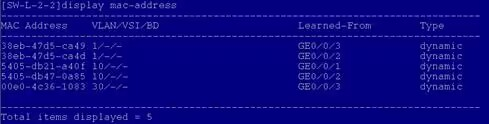 [SW-L-2-2]display mac-address
-------------------------------------------------------------------------------
MAC Address    VLAN/VSI/BD                       Learned-From        Type
-------------------------------------------------------------------------------
38eb-47d5-ca49 1/-/-                             GE0/0/3             dynamic
38eb-47d5-ca4d 1/-/-                             GE0/0/2             dynamic
5405-db21-a40f 10/-/-                            GE0/0/1             dynamic
5405-db47-0a85 10/-/-                            GE0/0/2             dynamic
00e0-4c36-1083 30/-/-                            GE0/0/3             dynamic
-------------------------------------------------------------------------------
Total items displayed = 5